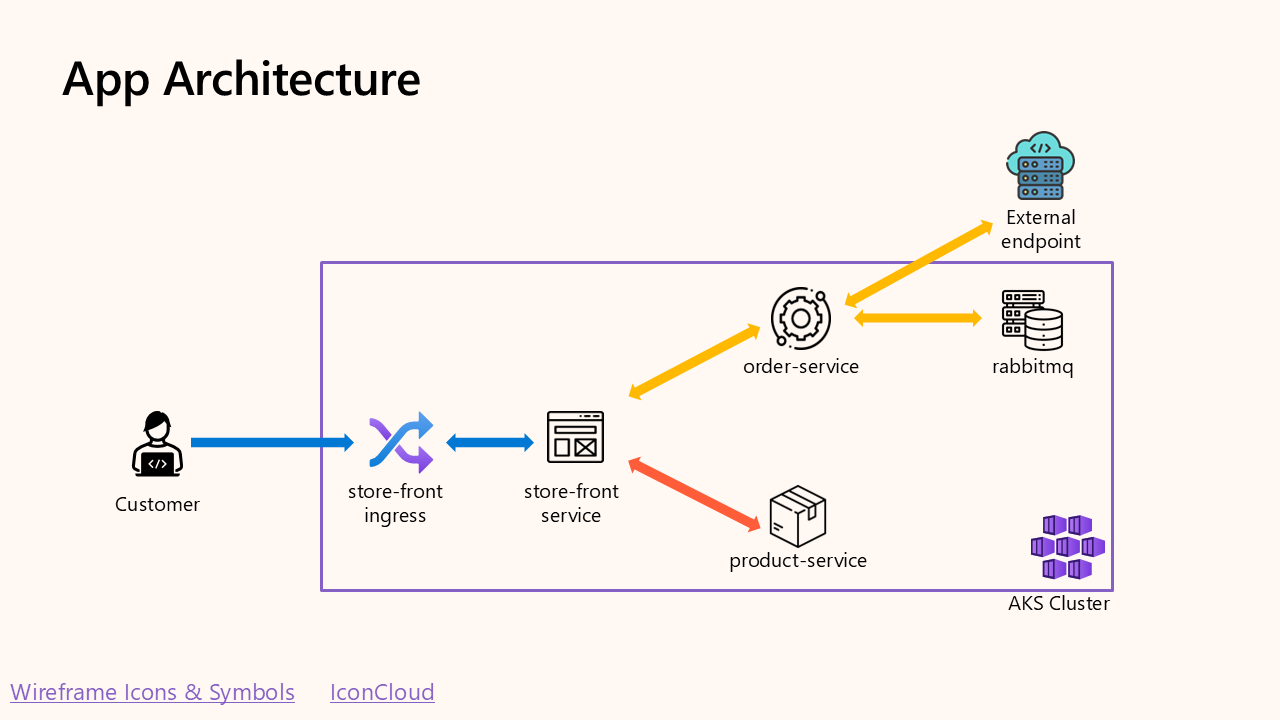 App Architecture
External
endpoint
order-service
rabbitmq
Customer
store-front
ingress
store-front
service
product-service
AKS Cluster
Wireframe Icons & Symbols
IconCloud